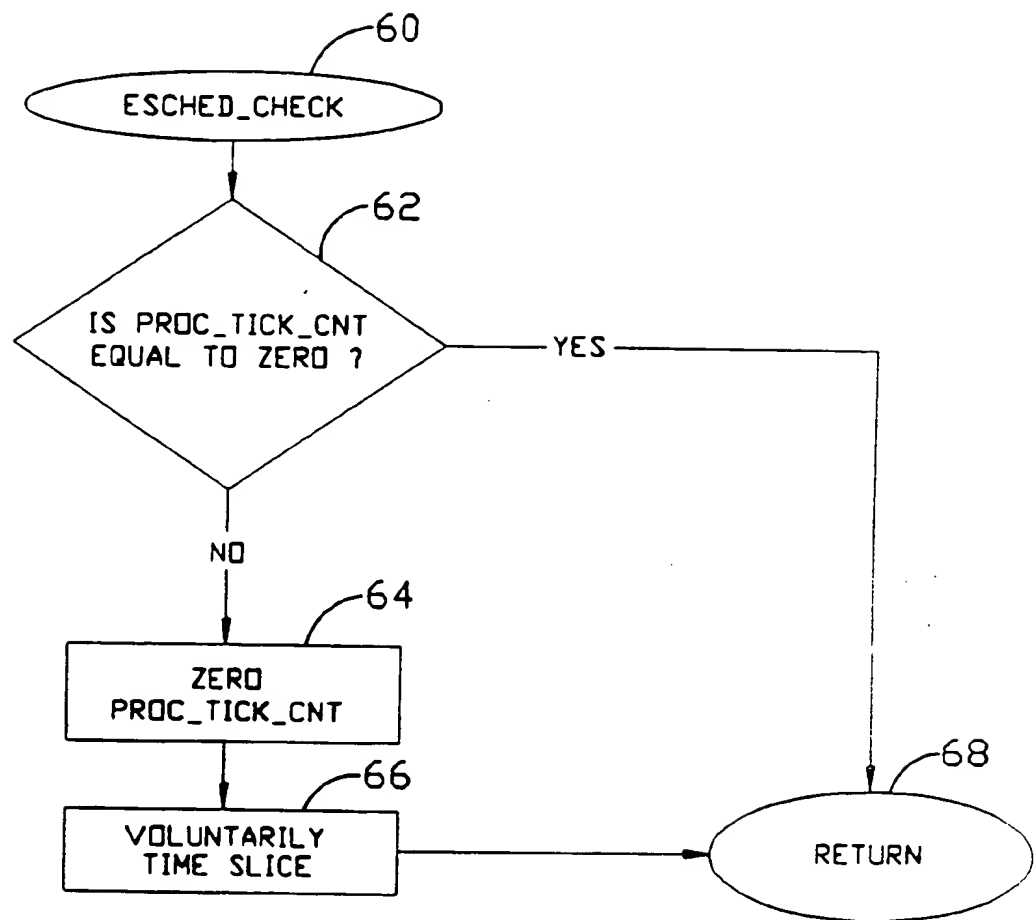 60
ESCHED_CHECK
62
IS PROC_TICK_CNT
EQUAL TO ZERO ?
YES
NO
64
ZERO
PROC_TICK_CNT
66
VOLUNTARILY
TIME SLICE
68
RETURN